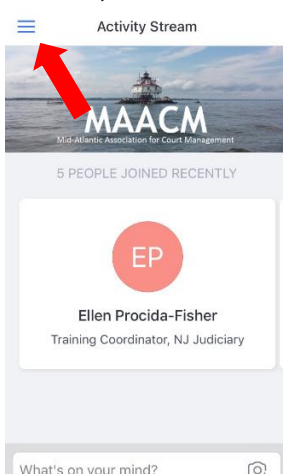 Activity Stream
MAACM
Mid-Atlantic Association for Court Management
5 PEOPLE JOINED RECENTLY
EP
Ellen Procida-Fisher
Training Coordinator, NJ Judiciary
What's on your mind?